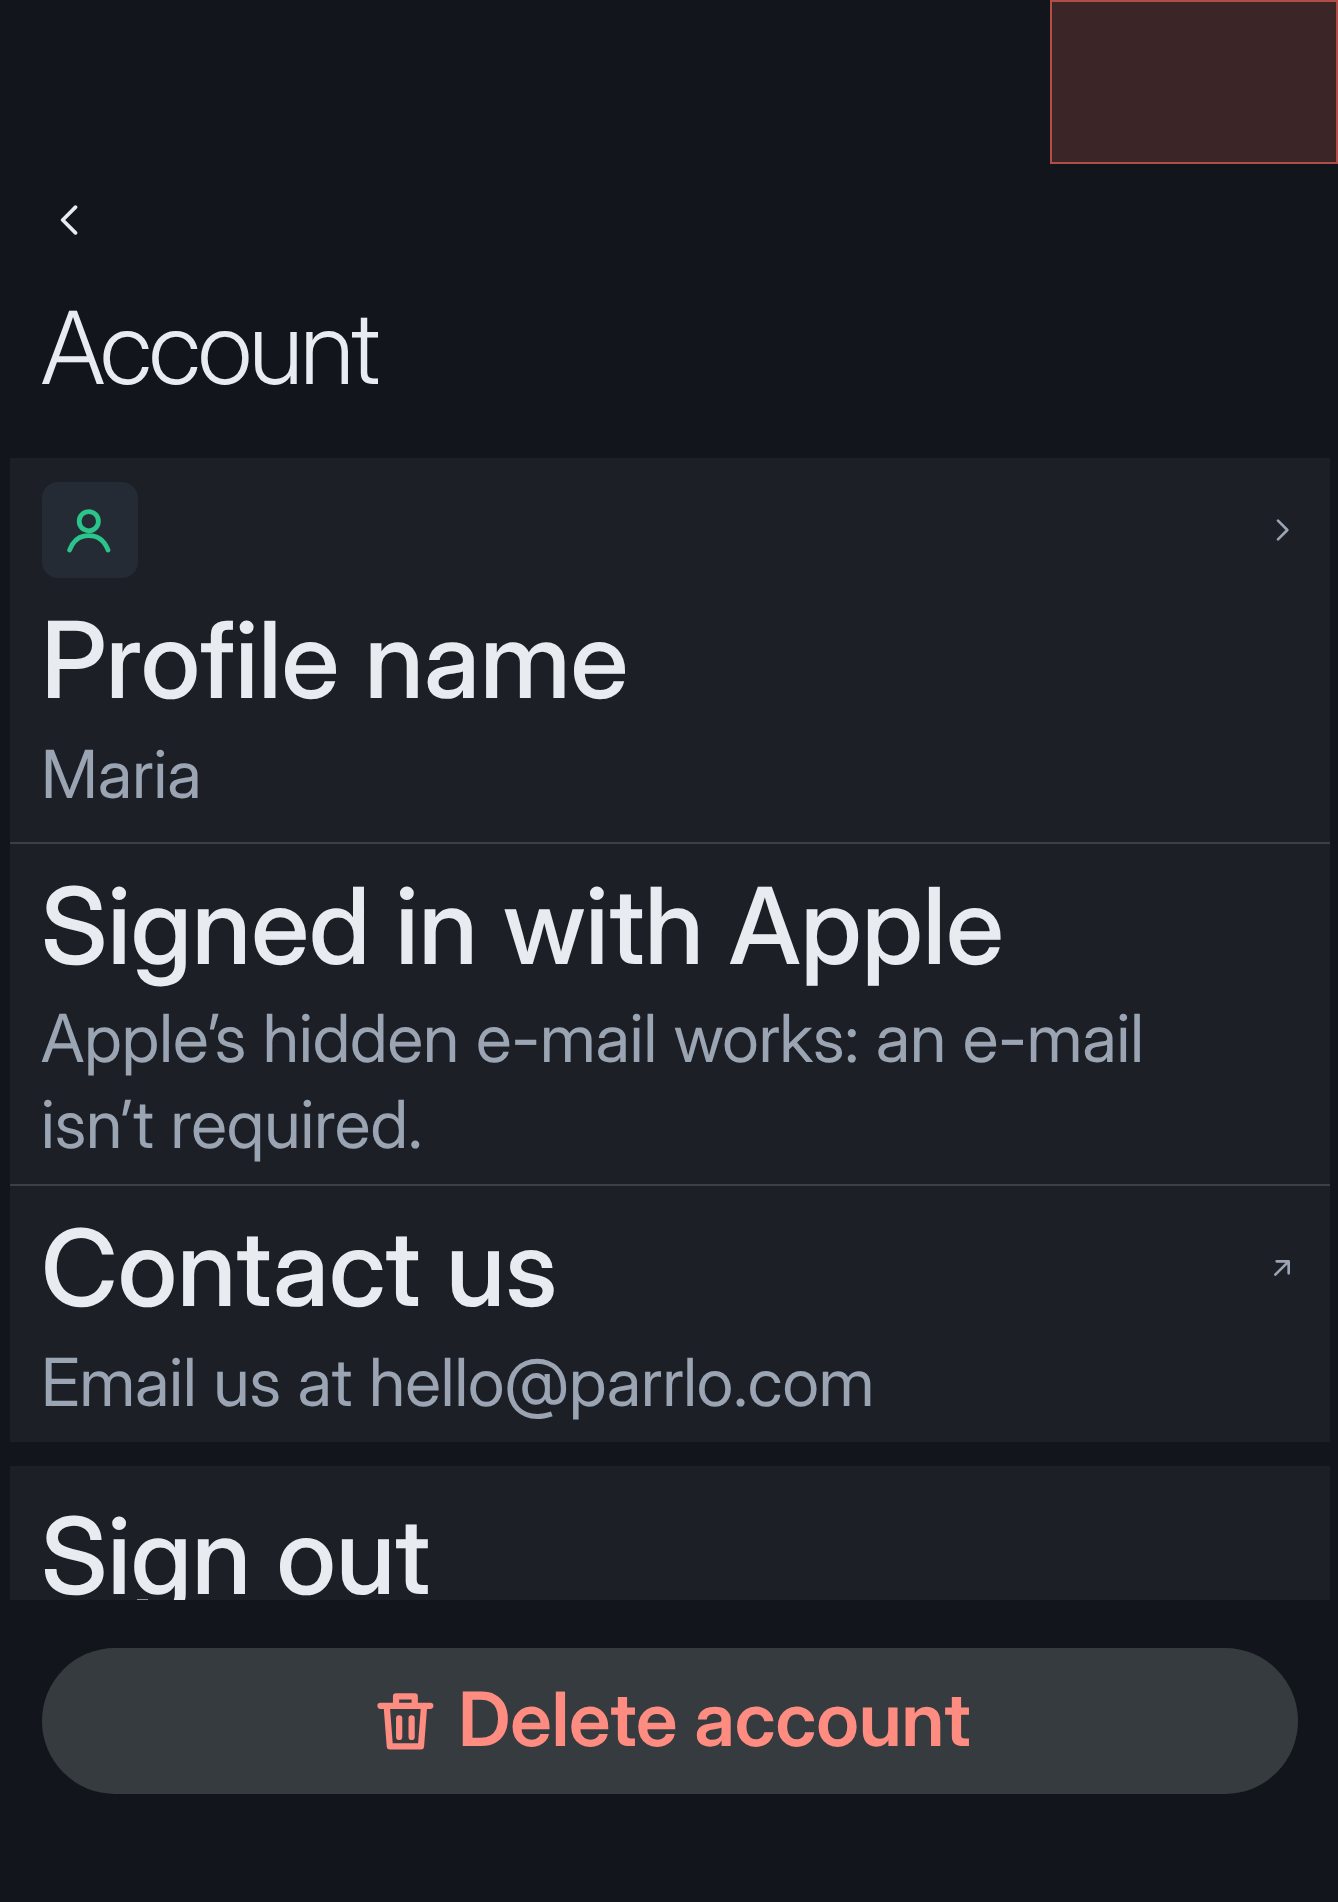 Account
Profile name
Maria
Signed in with Apple
Apple’s hidden e-mail works: an e-mail
isn’t required.
Contact us
Email us at hello@parrlo.com
Sign out
Delete account